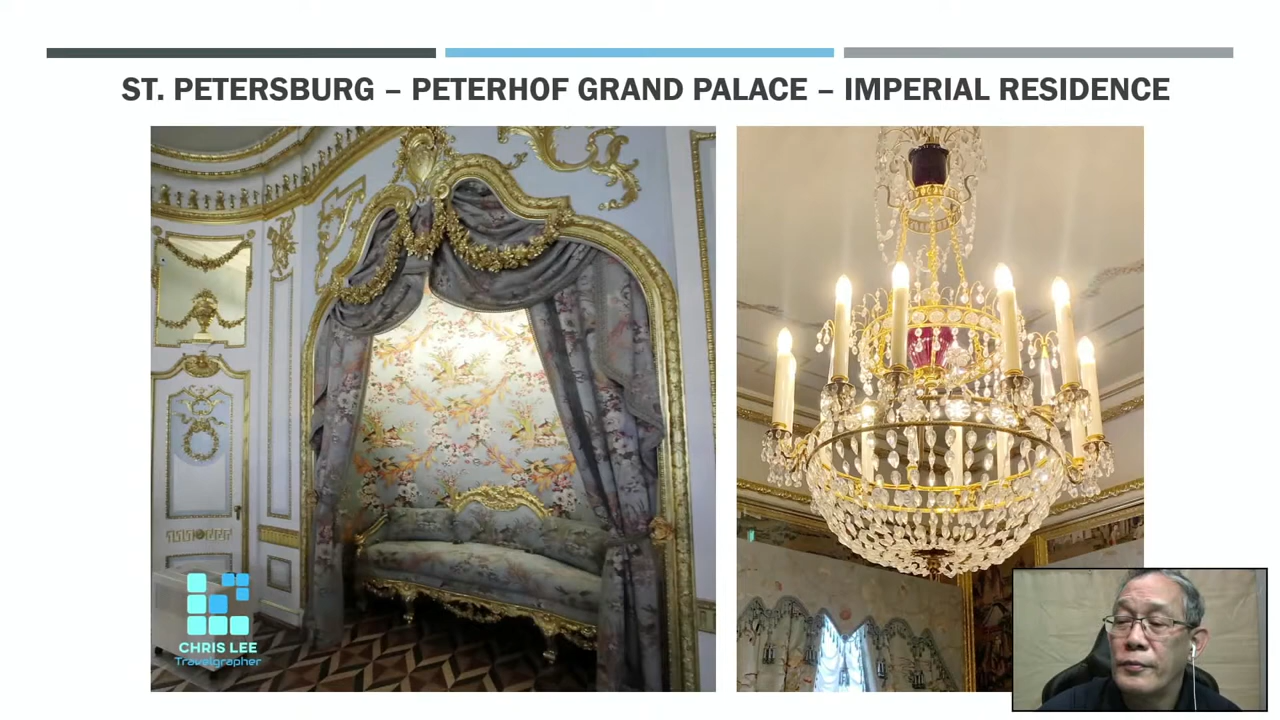 ST. PETERSBURG – PETERHOF GRAND PALACE – IMPERIAL RESIDENCE
CHRIS LEE
Travelgrapher